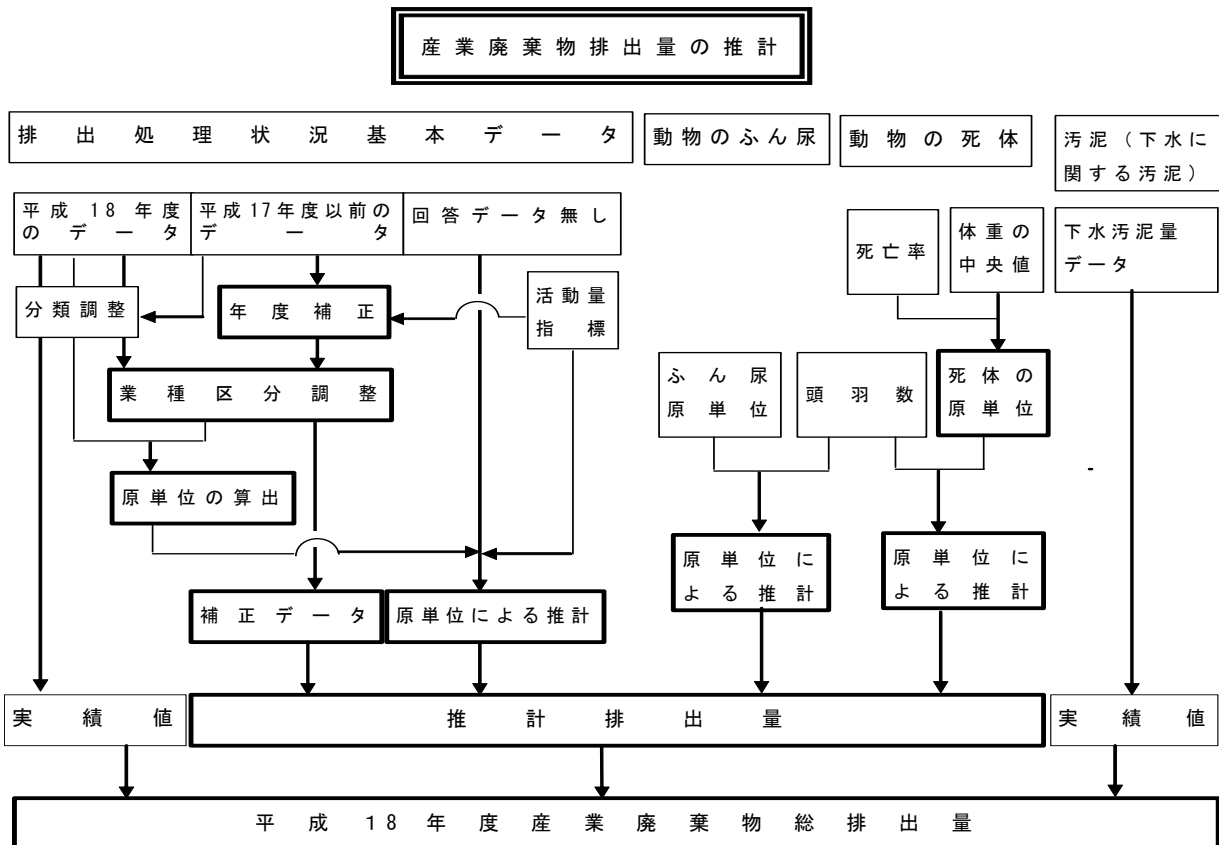 産業廃棄物排出量の推計
排出処理状況基本データ
動物のふん尿
動物の死体
汚泥（下水に
関する汚泥）
平成18年度
のデータ
平成17年度以前の
データ
回答データ無し
死亡率
体重の
中央値
下水汚泥量
データ
分類調整
年度補正
活動量
指標
業種区分調整
ふん尿
原単位
頭羽数
死体の
原単位
原単位の算出
原単位に
よる推計
原単位に
よる推計
補正データ
原単位による推計
実績値
推計排出量
実績値
平成18年度産業廃棄物総排出量